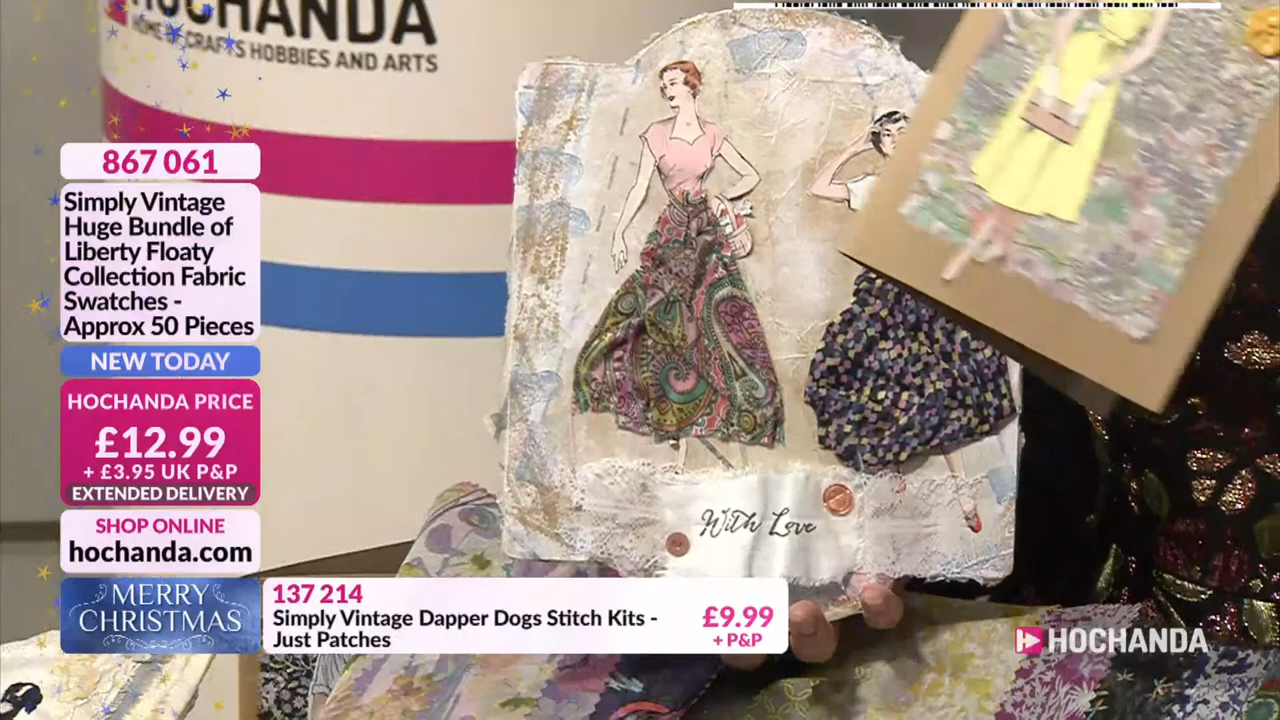 HOCHANDA
HOME OF CRAFTS HOBBIES AND ARTS
867 061
Simply Vintage
Huge Bundle of
Liberty Floaty
Collection Fabric
Swatches -
Approx 50 Pieces
NEW TODAY
HOCHANDA PRICE
£12.99
+ £3.95 UK P&P
EXTENDED DELIVERY
SHOP ONLINE
hochanda.com
MERRY
CHRISTMAS
137 214
Simply Vintage Dapper Dogs Stitch Kits -
Just Patches
£9.99
+ P&P
With Love
HOCHANDA